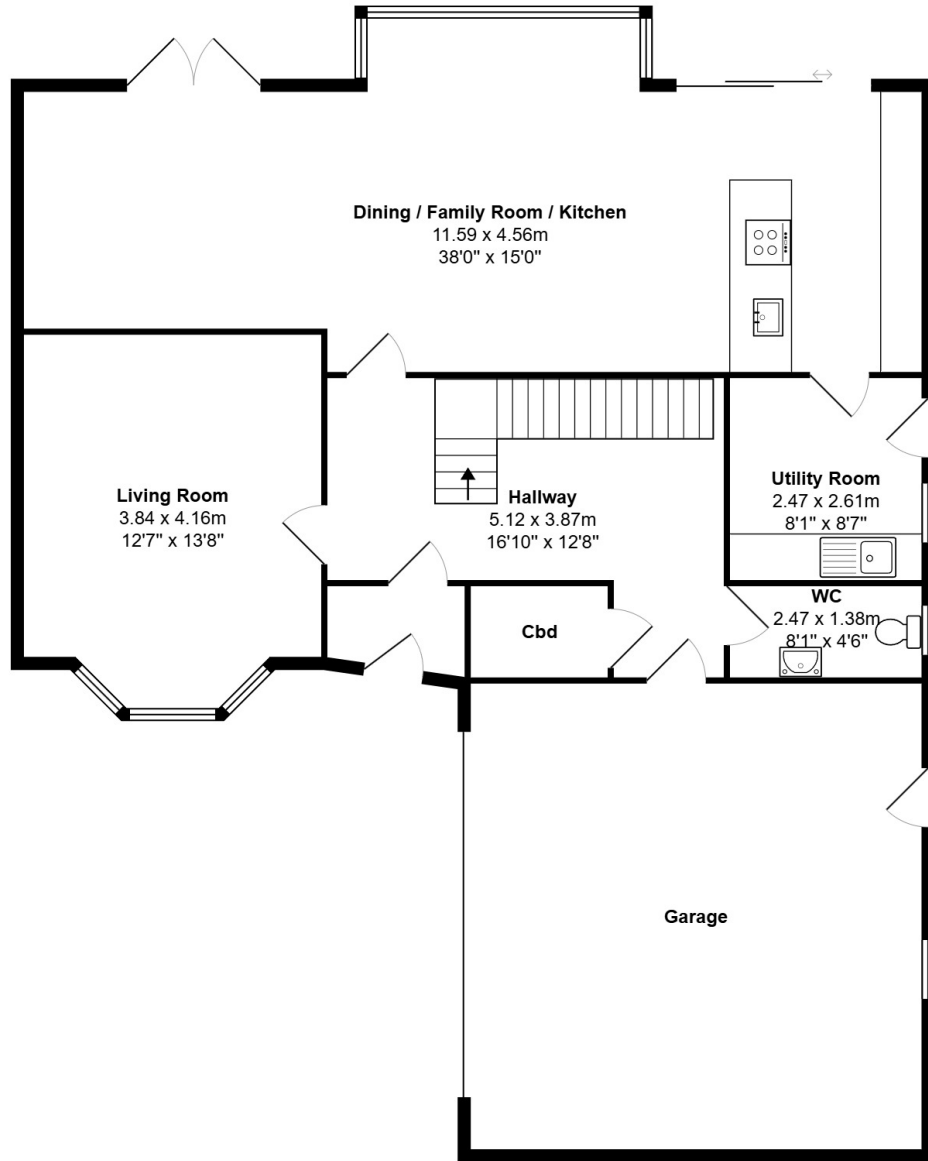 Dining / Family Room / Kitchen
11.59 x 4.56m
38'0" x 15'0"
Living Room
3.84 x 4.16m
12'7" x 13'8"
Hallway
5.12 x 3.87m
16'10" x 12'8"
Utility Room
2.47 x 2.61m
8'1" x 8'7"
WC
2.47 x 1.38m
8'1" x 4'6"
Cbd
Garage